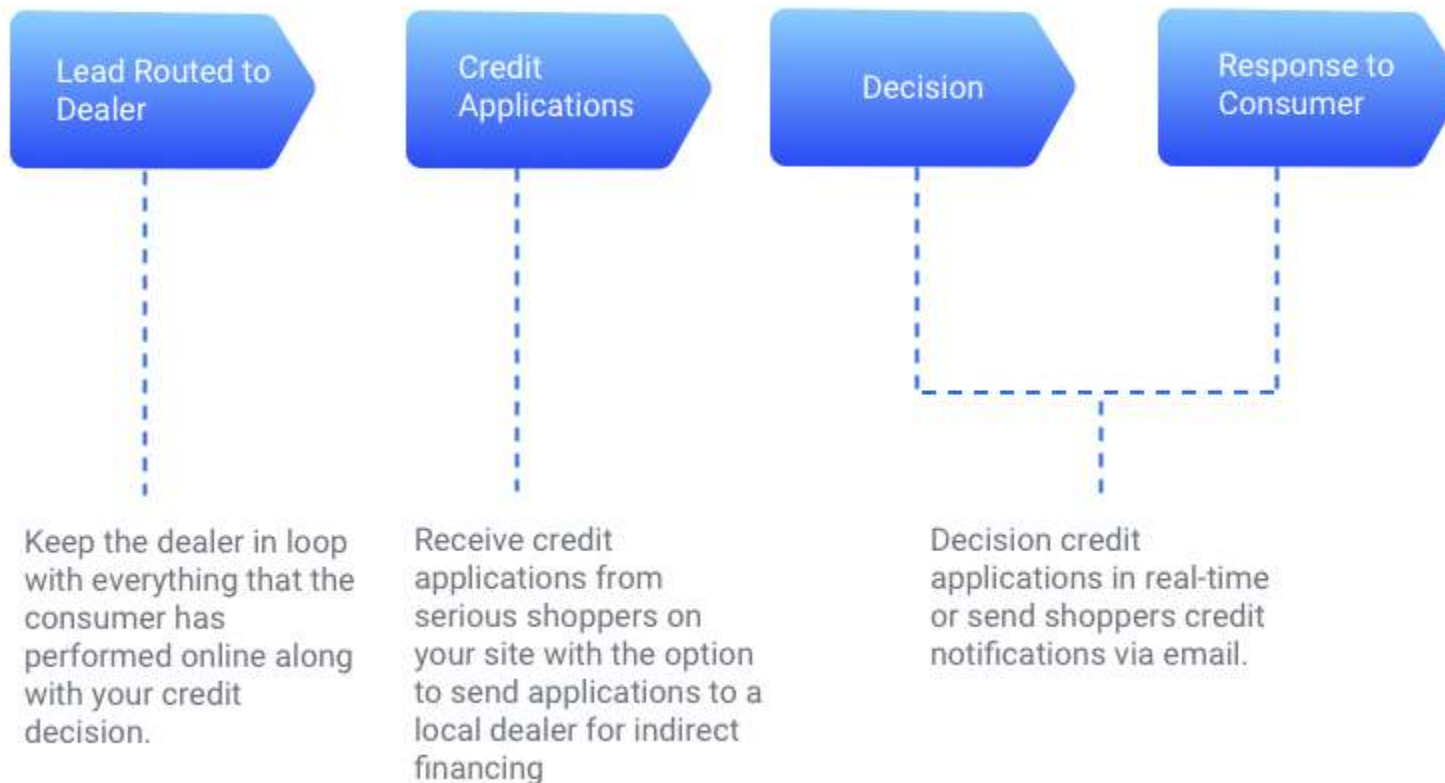 Lead Routed to
Dealer
Credit
Applications
Decision
Response to
Consumer
Keep the dealer in loop
with everything that the
consumer has
performed online along
with your credit
decision.
Receive credit
applications from
serious shoppers on
your site with the option
to send applications to a
local dealer for indirect
financing
Decision credit
applications in real-time
or send shoppers credit
notifications via email.